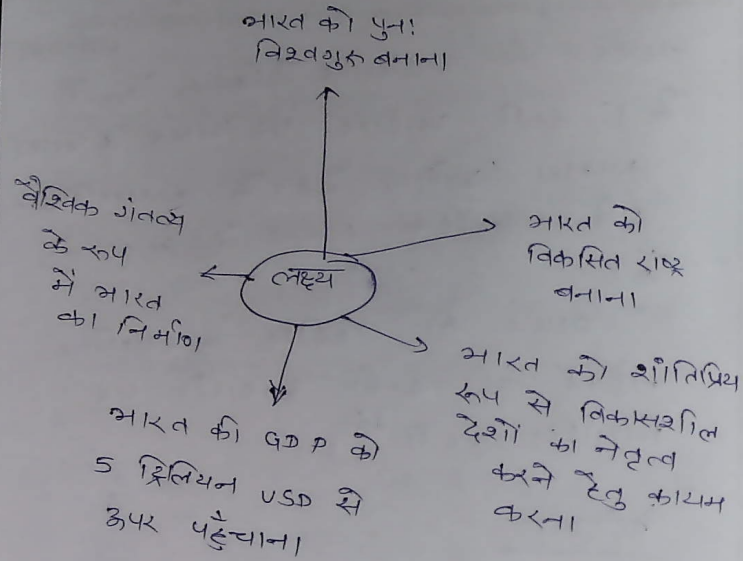 भारत को पुन:
विश्वगुरु बनाना
वैश्विक गंतव्य
के रूप
में भारत
का निर्माण
लक्ष्य
भारत को
विकसित राष्ट्र
बनाना
भारत को शांतिप्रिय
रूप से विकासशील
देशों का नेतृत्व
करने हेतु कायम
करना
भारत की GDP को
5 ट्रिलियन USD से
ऊपर पहुँचाना